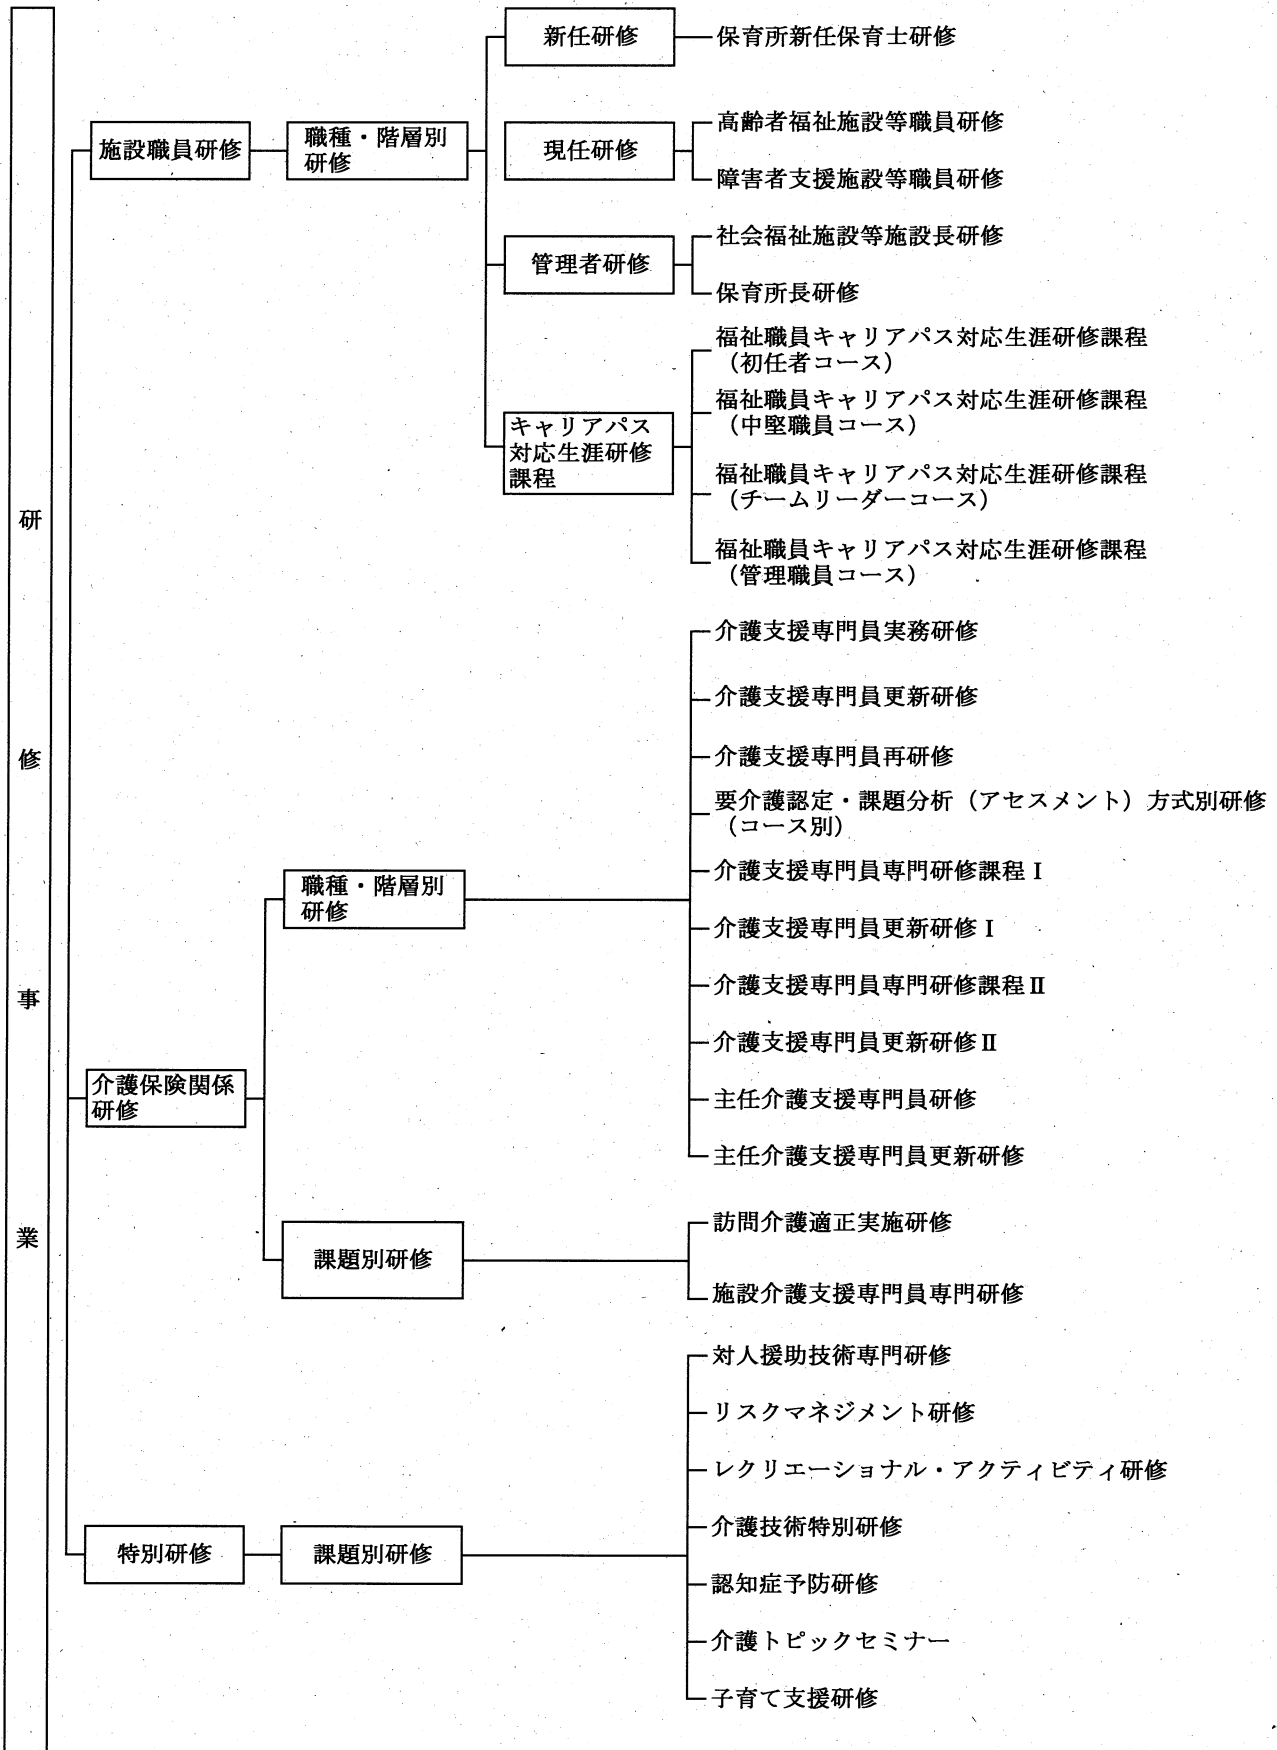 研修事業
施設職員研修
職種・階層別
研修
新任研修
保育所新任保育士研修
現任研修
高齢者福祉施設等職員研修
障害者支援施設等職員研修
管理者研修
社会福祉施設等施設長研修
保育所長研修
キャリアパス
対応生涯研修
課程
福祉職員キャリアパス対応生涯研修課程
（初任者コース）
福祉職員キャリアパス対応生涯研修課程
（中堅職員コース）
福祉職員キャリアパス対応生涯研修課程
（チームリーダーコース）
福祉職員キャリアパス対応生涯研修課程
（管理職員コース）
介護保険関係
研修
職種・階層別
研修
介護支援専門員実務研修
介護支援専門員更新研修
介護支援専門員再研修
要介護認定・課題分析（アセスメント）方式別研修
（コース別）
介護支援専門員専門研修課程Ⅰ
介護支援専門員更新研修Ⅰ
介護支援専門員専門研修課程Ⅱ
介護支援専門員更新研修Ⅱ
主任介護支援専門員研修
主任介護支援専門員更新研修
課題別研修
訪問介護適正実施研修
施設介護支援専門員専門研修
特別研修
課題別研修
対人援助技術専門研修
リスクマネジメント研修
レクリエーショナル・アクティビティ研修
介護技術特別研修
認知症予防研修
介護トピックセミナー
子育て支援研修